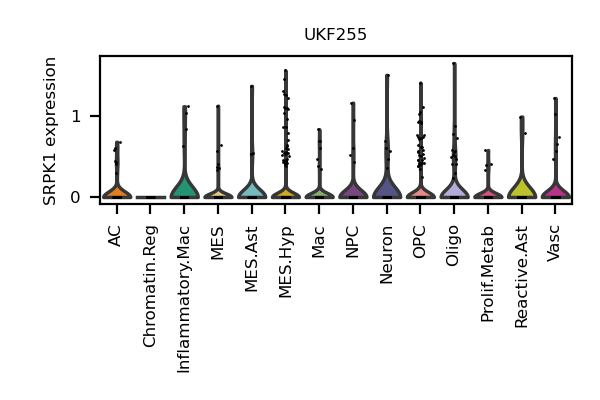 UKF255
SRPK1 expression
1
0
AC
Chromatin.Reg
Inflammatory.Mac
MES
MES.Ast
MES.Hyp
Mac
NPC
Neuron
OPC
Oligo
Prolif.Metab
Reactive.Ast
Vasc